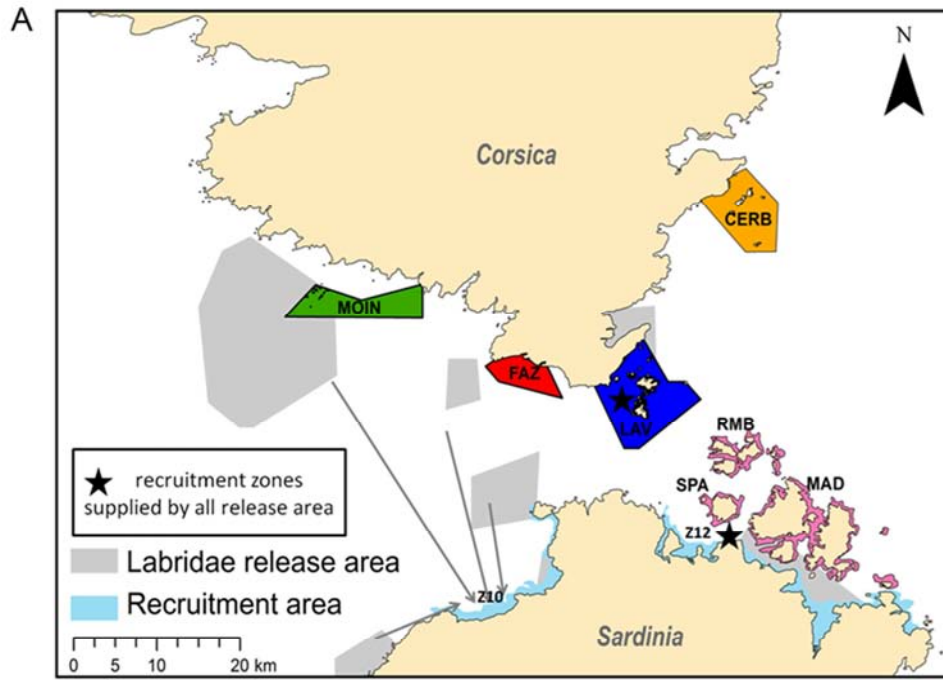 A
N
Corsica
CERB
MOIN
FAZ
LAV
RMB
SPA
MAD
Z12
Z10
Sardinia
recruitment zones
supplied by all release area
Labridae release area
Recruitment area
0 5 10 20 km